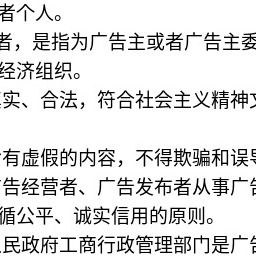 者个人。
者，是指为广告主或者广告主委
经济组织。
实、合法，符合社会主义精神文
有虚假的内容，不得欺骗和误导
告经营者、广告发布者从事广告
循公平、诚实信用的原则。
民政府工商行政管理部门是广告